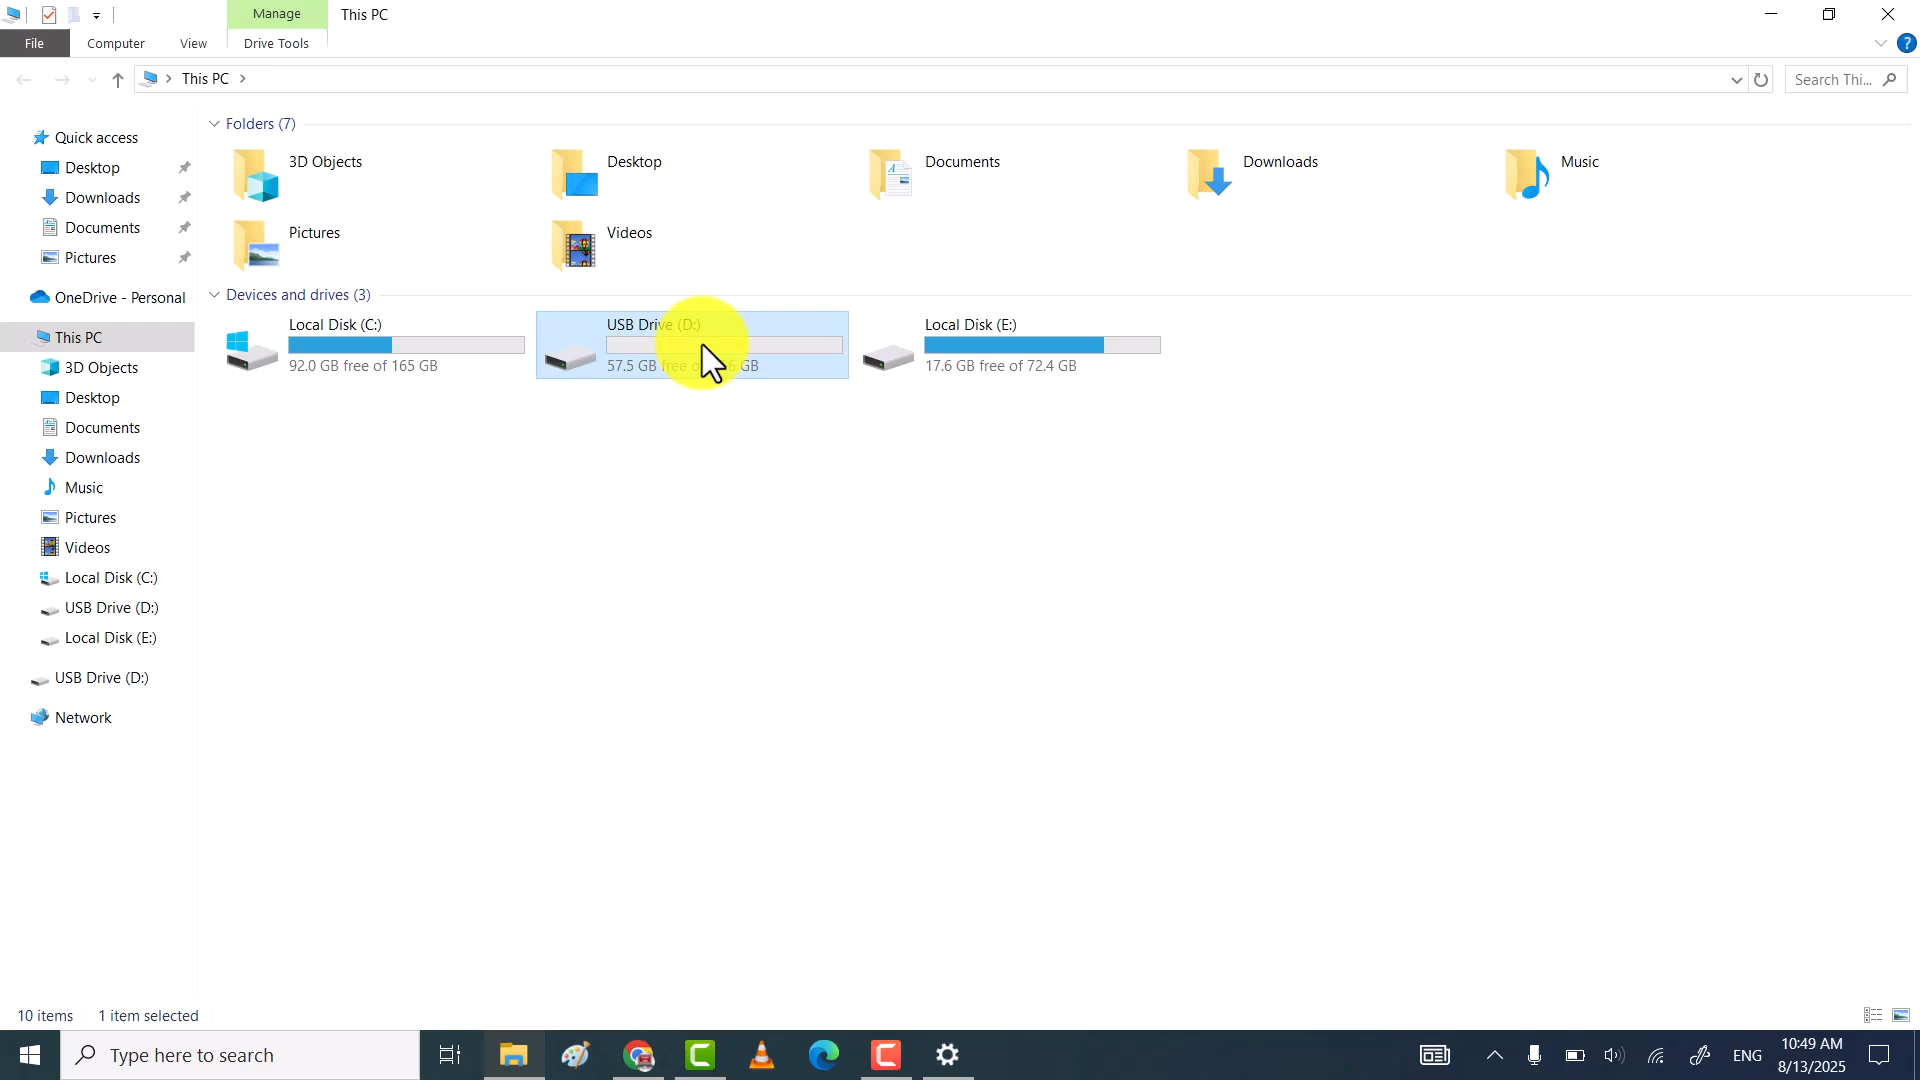 Manage
This PC
File
Computer
View
Drive Tools
This PC
Search Thi...
Quick access
Desktop
Downloads
Documents
Pictures
OneDrive - Personal
This PC
3D Objects
Desktop
Documents
Downloads
Music
Pictures
Videos
Local Disk (C:)
USB Drive (D:)
Local Disk (E:)
USB Drive (D:)
Network
Folders (7)
3D Objects
Desktop
Documents
Downloads
Music
Pictures
Videos
Devices and drives (3)
Local Disk (C:)
92.0 GB free of 165 GB
USB Drive (D:)
57.5 GB free of GB
Local Disk (E:)
17.6 GB free of 72.4 GB
10 items
1 item selected
Type here to search
ENG
10:49 AM
8/13/2025